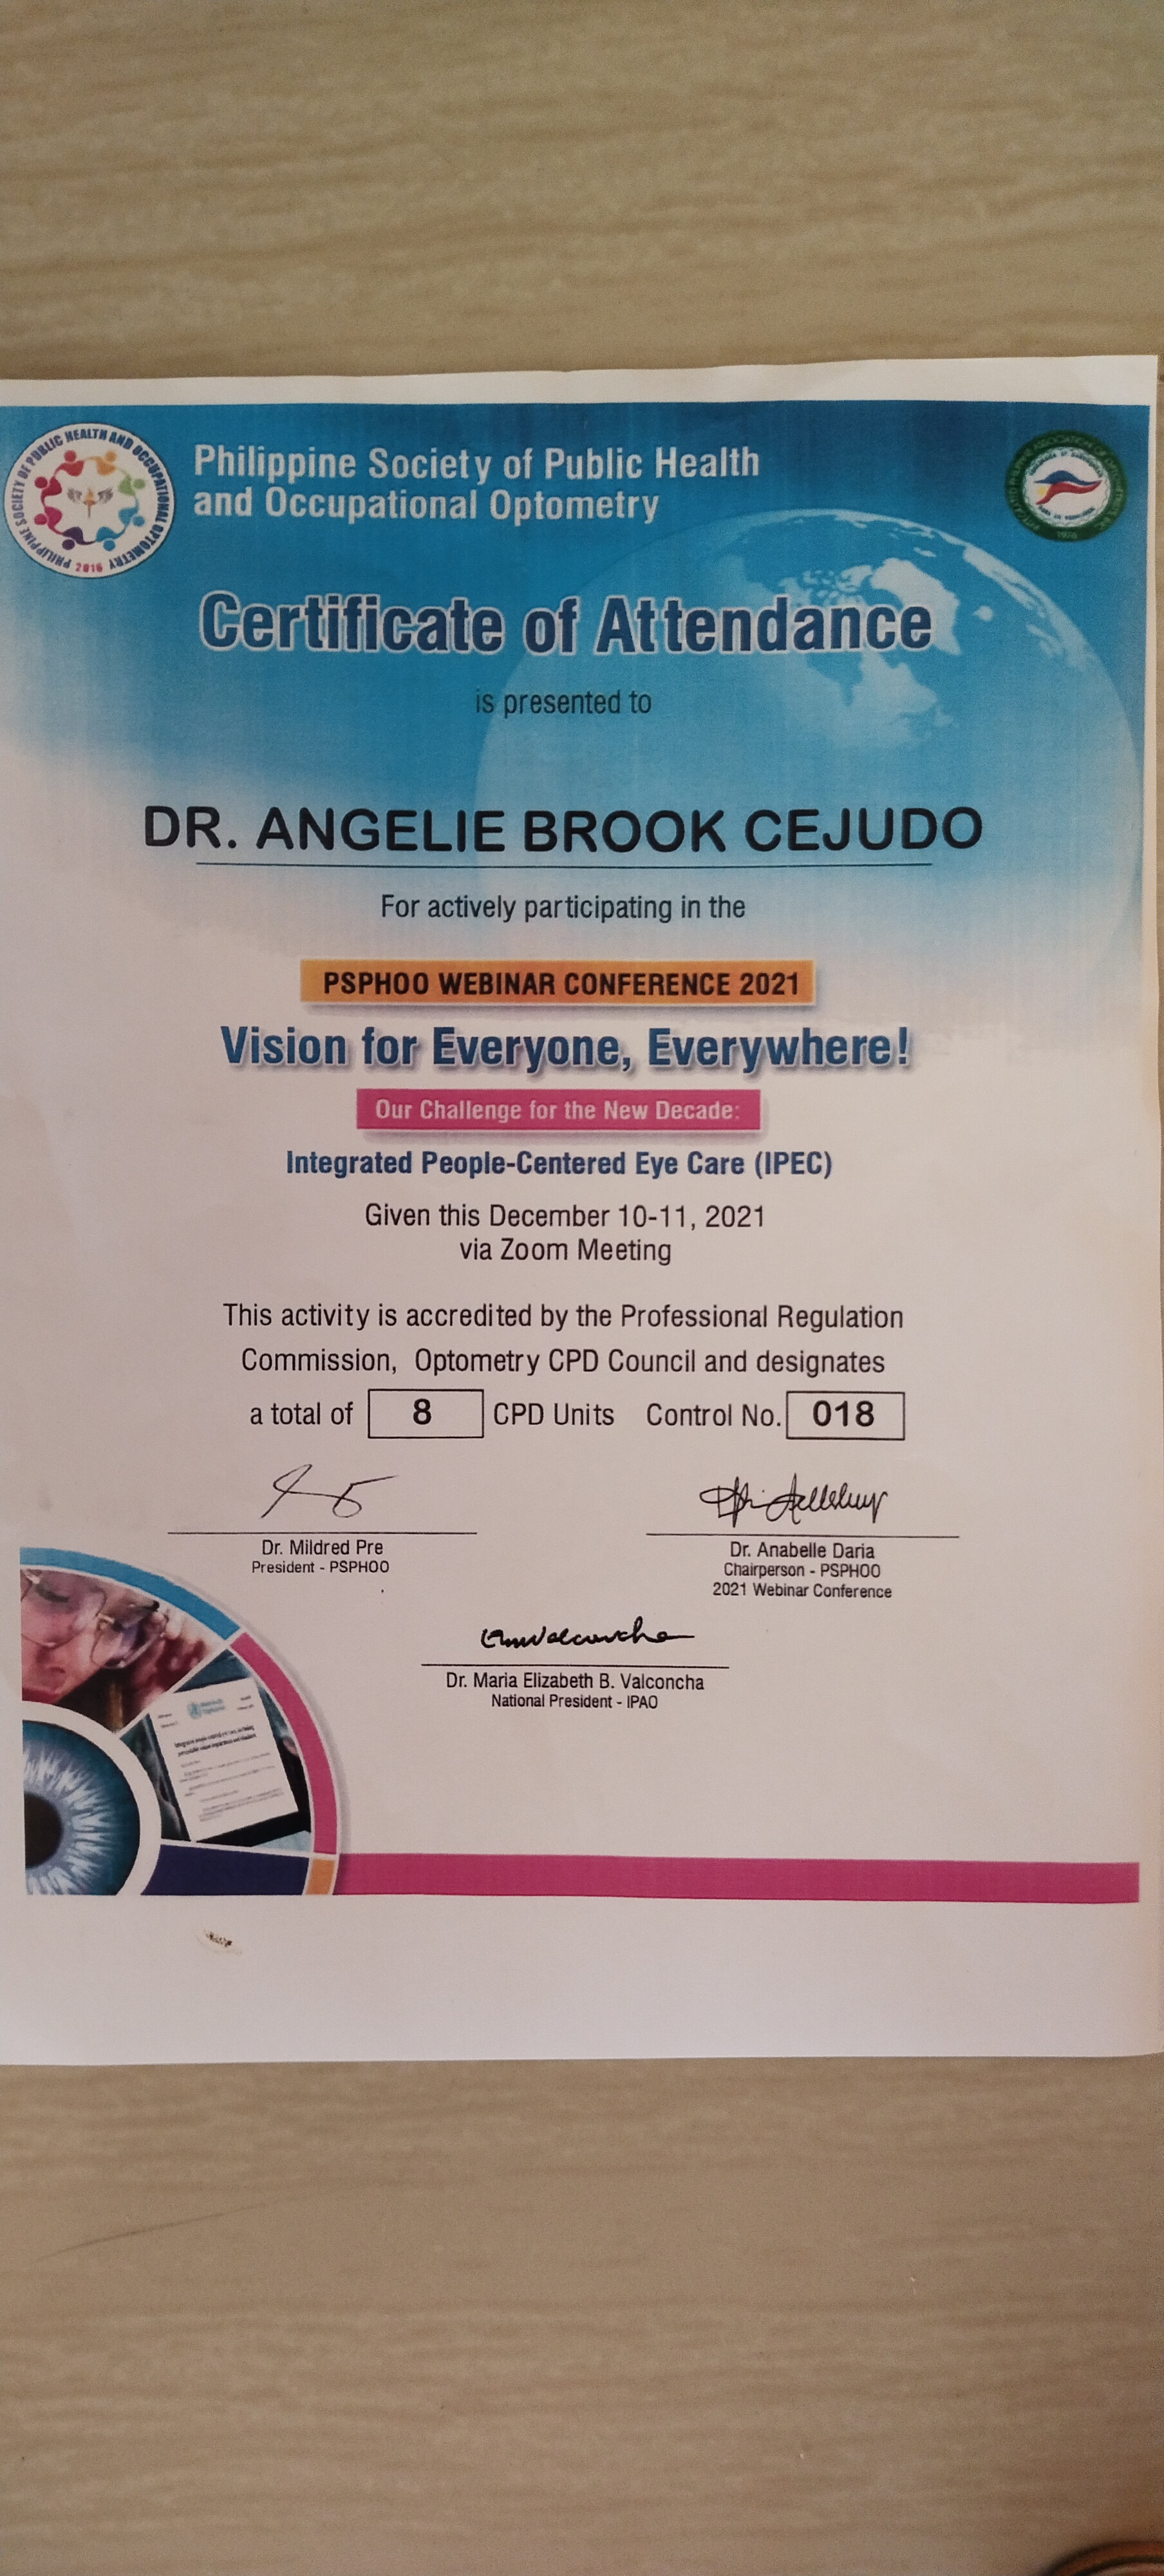 PHILIPPINE SOCIETY OF PUBLIC HEALTH AND OCCUPATIONAL OPTOMETRY
2016
Philippine Society of Public Health
and Occupational Optometry
1976
Certificate of Attendance
is presented to
DR. ANGELIE BROOK CEJUDO
For actively participating in the
PSPHOO WEBINAR CONFERENCE 2021
Vision for Everyone, Everywhere!
Our Challenge for the New Decade:
Integrated People-Centered Eye Care (IPEC)
Given this December 10-11, 2021
via Zoom Meeting
This activity is accredited by the Professional Regulation
Commission, Optometry CPD Council and designates
a total of 8 CPD Units Control No. 018
Dr. Mildred Pre
President - PSPHOO
Dr. Anabelle Daria
Chairperson - PSPHOO
2021 Webinar Conference
Dr. Maria Elizabeth B. Valconcha
National President - IPAO